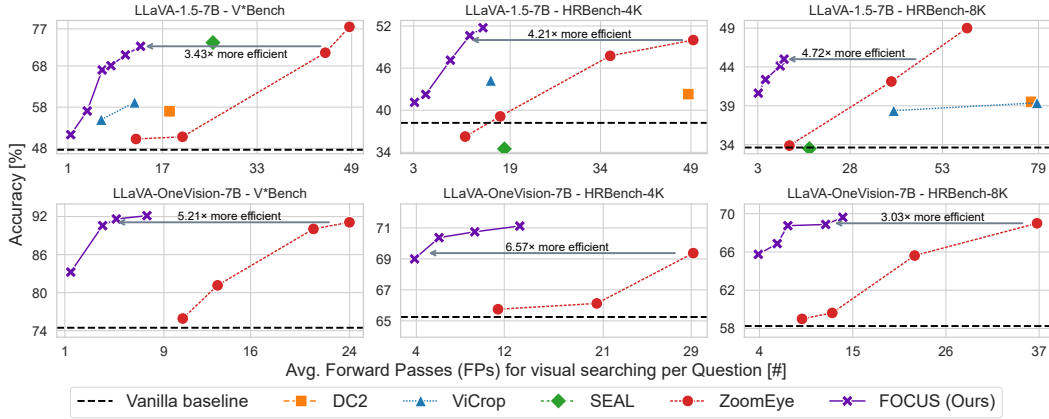 LLaVA-1.5-7B - V*Bench
LLaVA-1.5-7B - HRBench-4K
LLaVA-1.5-7B - HRBench-8K
Accuracy [%]
77
68
58
48
1
17
33
49
3.43× more efficient
52
46
40
34
3
19
34
49
4.21× more efficient
49
44
39
34
3
28
53
79
4.72× more efficient
LLaVA-OneVision-7B - V*Bench
LLaVA-OneVision-7B - HRBench-4K
LLaVA-OneVision-7B - HRBench-8K
92
86
80
74
1
9
16
24
5.21× more efficient
71
69
67
65
4
12
21
29
6.57× more efficient
70
66
62
58
4
15
26
37
3.03× more efficient
Avg. Forward Passes (FPs) for visual searching per Question [#]
Vanilla baseline
DC2
ViCrop
SEAL
ZoomEye
FOCUS (Ours)